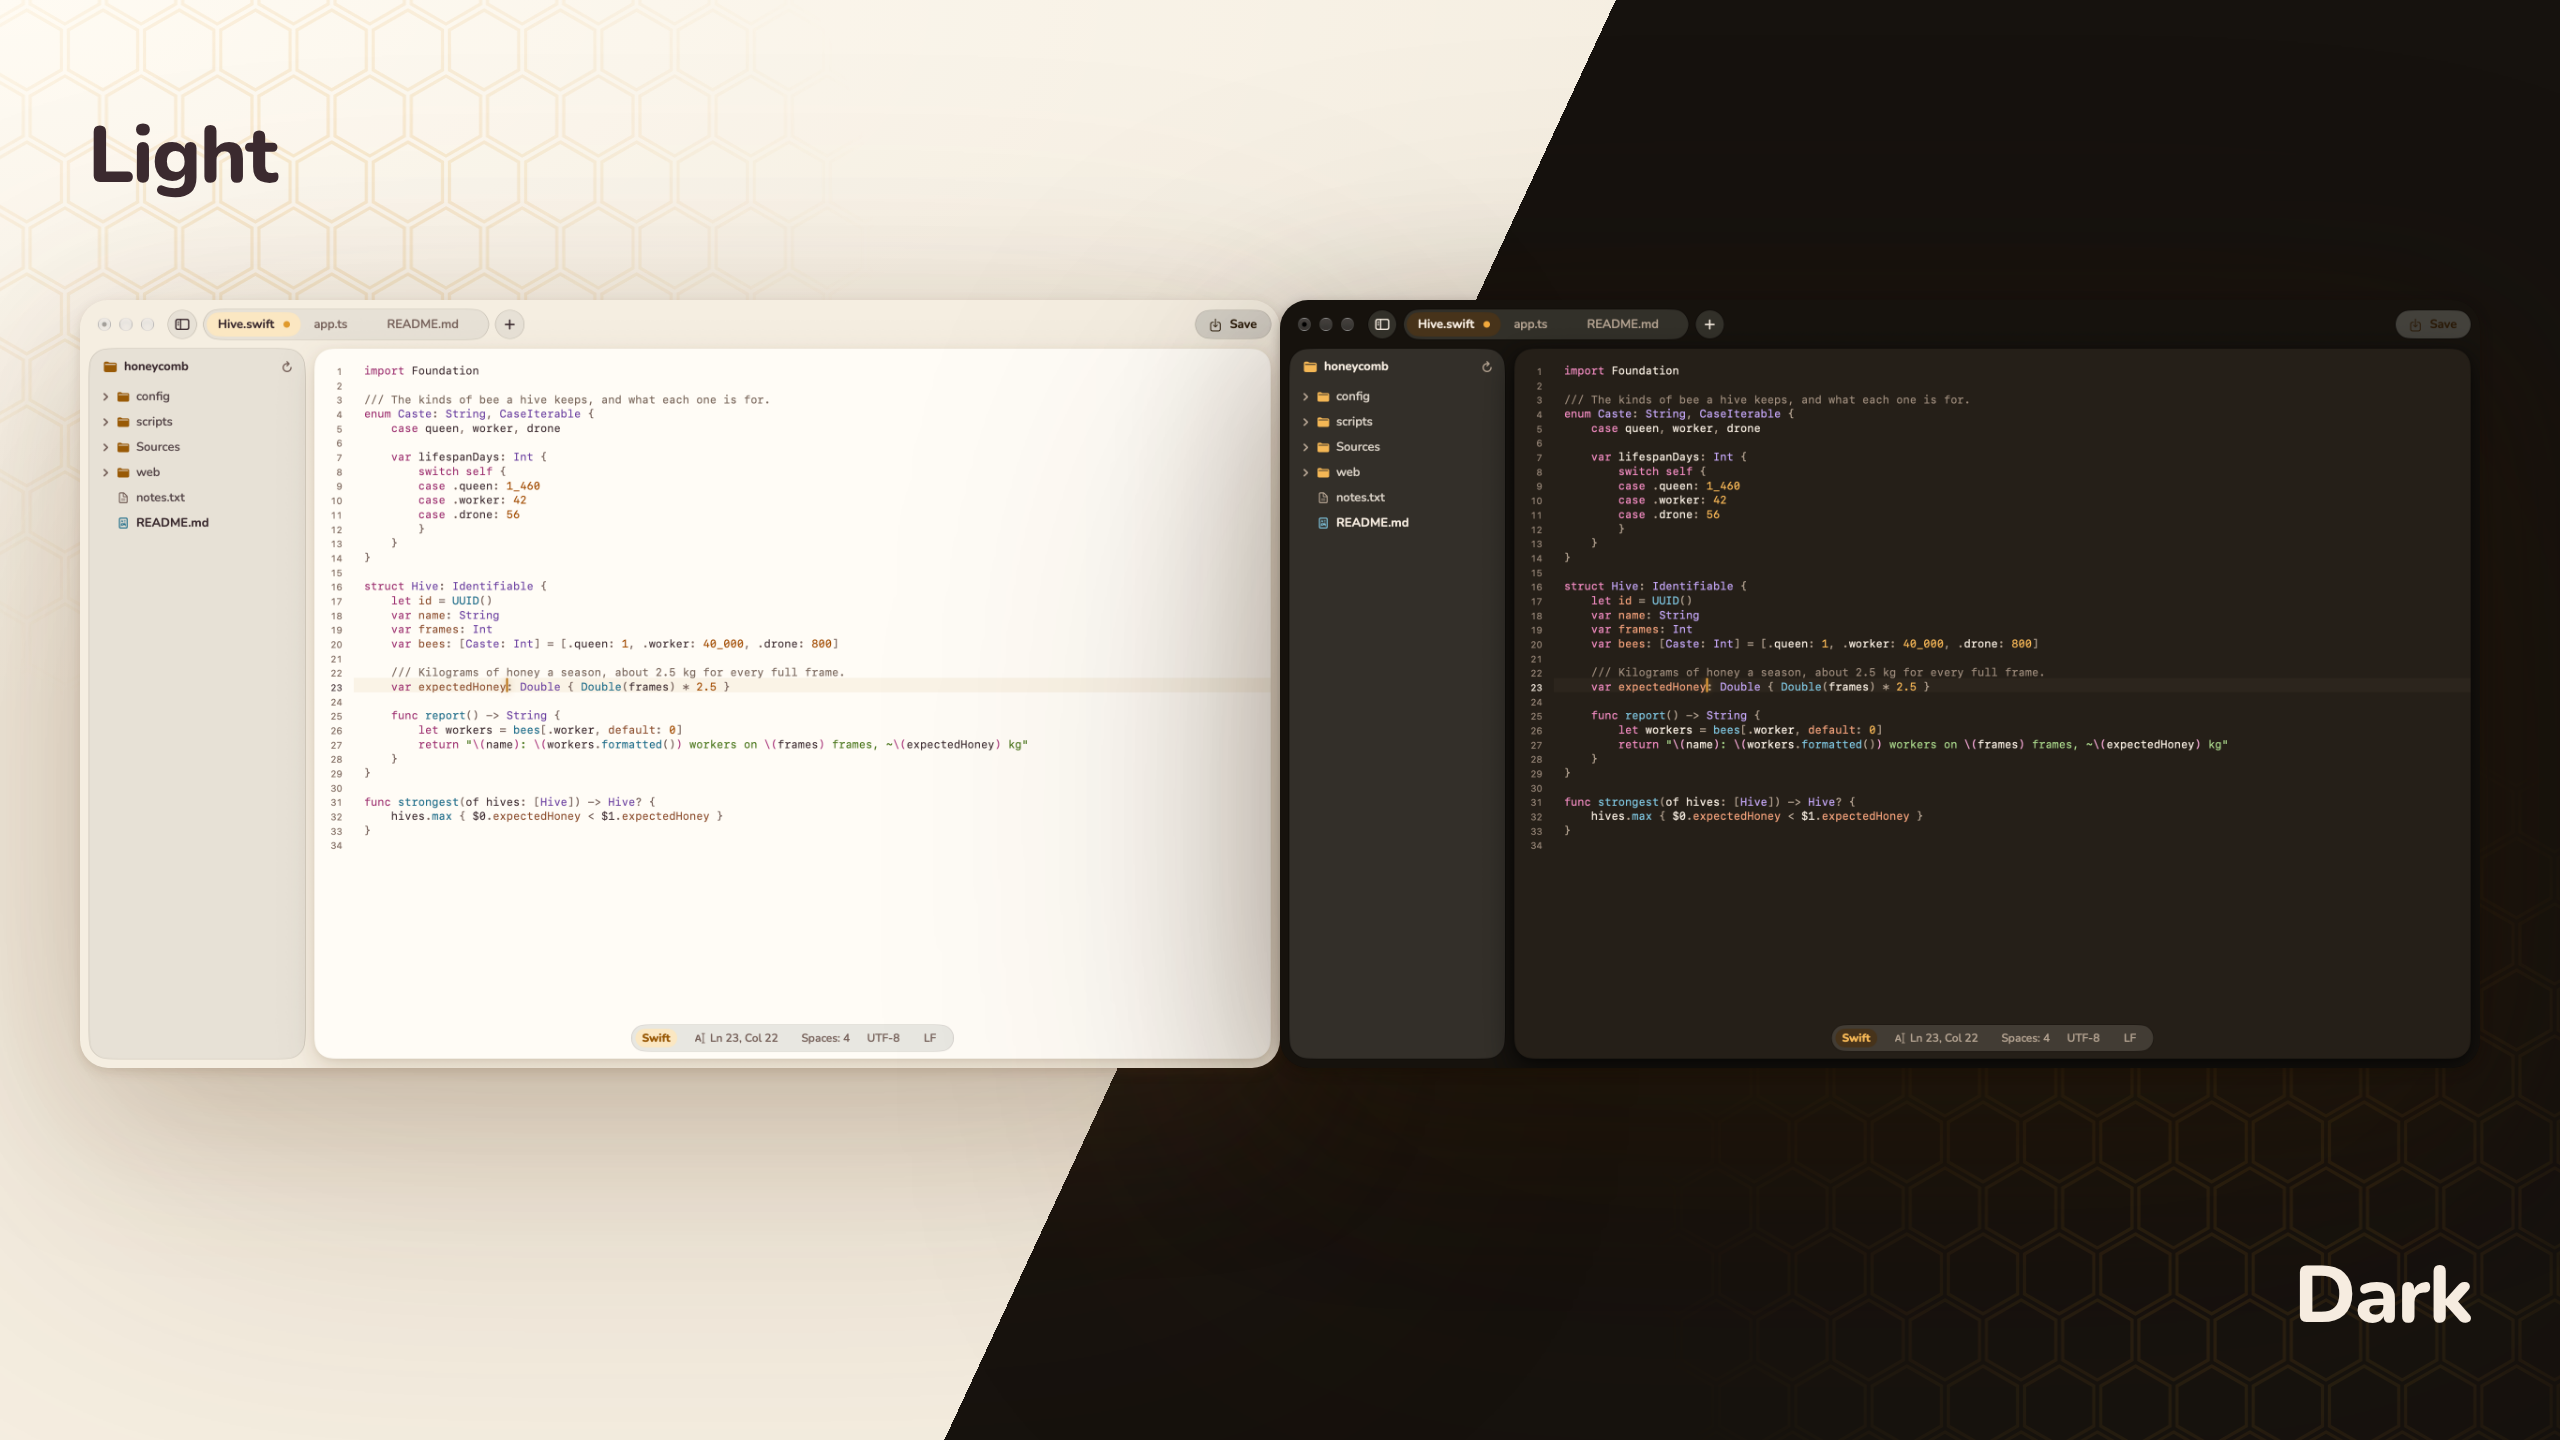 Light
Hive.swift app.ts README.md + Save
honeycomb
config
scripts
Sources
web
notes.txt
README.md
1 import Foundation
2
3 /// The kinds of bee a hive keeps, and what each one is for.
4 enum Caste: String, CaseIterable {
5     case queen, worker, drone
6
7     var lifespanDays: Int {
8         switch self {
9         case .queen: 1_460
10         case .worker: 42
11         case .drone: 56
12         }
13     }
14 }
15
16 struct Hive: Identifiable {
17     let id = UUID()
18     var name: String
19     var frames: Int
20     var bees: [Caste: Int] = [.queen: 1, .worker: 40_000, .drone: 800]
21
22     /// Kilograms of honey a season, about 2.5 kg for every full frame.
23     var expectedHoney: Double { Double(frames) * 2.5 }
24
25     func report() -> String {
26         let workers = bees[.worker, default: 0]
27         return "\(name): \(workers.formatted()) workers on \(frames) frames, ~\(expectedHoney) kg"
28     }
29 }
30
31 func strongest(of hives: [Hive]) -> Hive? {
32     hives.max { $0.expectedHoney < $1.expectedHoney }
33 }
34
Swift Ln 23, Col 22 Spaces: 4 UTF-8 LF
Hive.swift app.ts README.md + Save
honeycomb
config
scripts
Sources
web
notes.txt
README.md
1 import Foundation
2
3 /// The kinds of bee a hive keeps, and what each one is for.
4 enum Caste: String, CaseIterable {
5     case queen, worker, drone
6
7     var lifespanDays: Int {
8         switch self {
9         case .queen: 1_460
10         case .worker: 42
11         case .drone: 56
12         }
13     }
14 }
15
16 struct Hive: Identifiable {
17     let id = UUID()
18     var name: String
19     var frames: Int
20     var bees: [Caste: Int] = [.queen: 1, .worker: 40_000, .drone: 800]
21
22     /// Kilograms of honey a season, about 2.5 kg for every full frame.
23     var expectedHoney: Double { Double(frames) * 2.5 }
24
25     func report() -> String {
26         let workers = bees[.worker, default: 0]
27         return "\(name): \(workers.formatted()) workers on \(frames) frames, ~\(expectedHoney) kg"
28     }
29 }
30
31 func strongest(of hives: [Hive]) -> Hive? {
32     hives.max { $0.expectedHoney < $1.expectedHoney }
33 }
34
Swift Ln 23, Col 22 Spaces: 4 UTF-8 LF
Dark